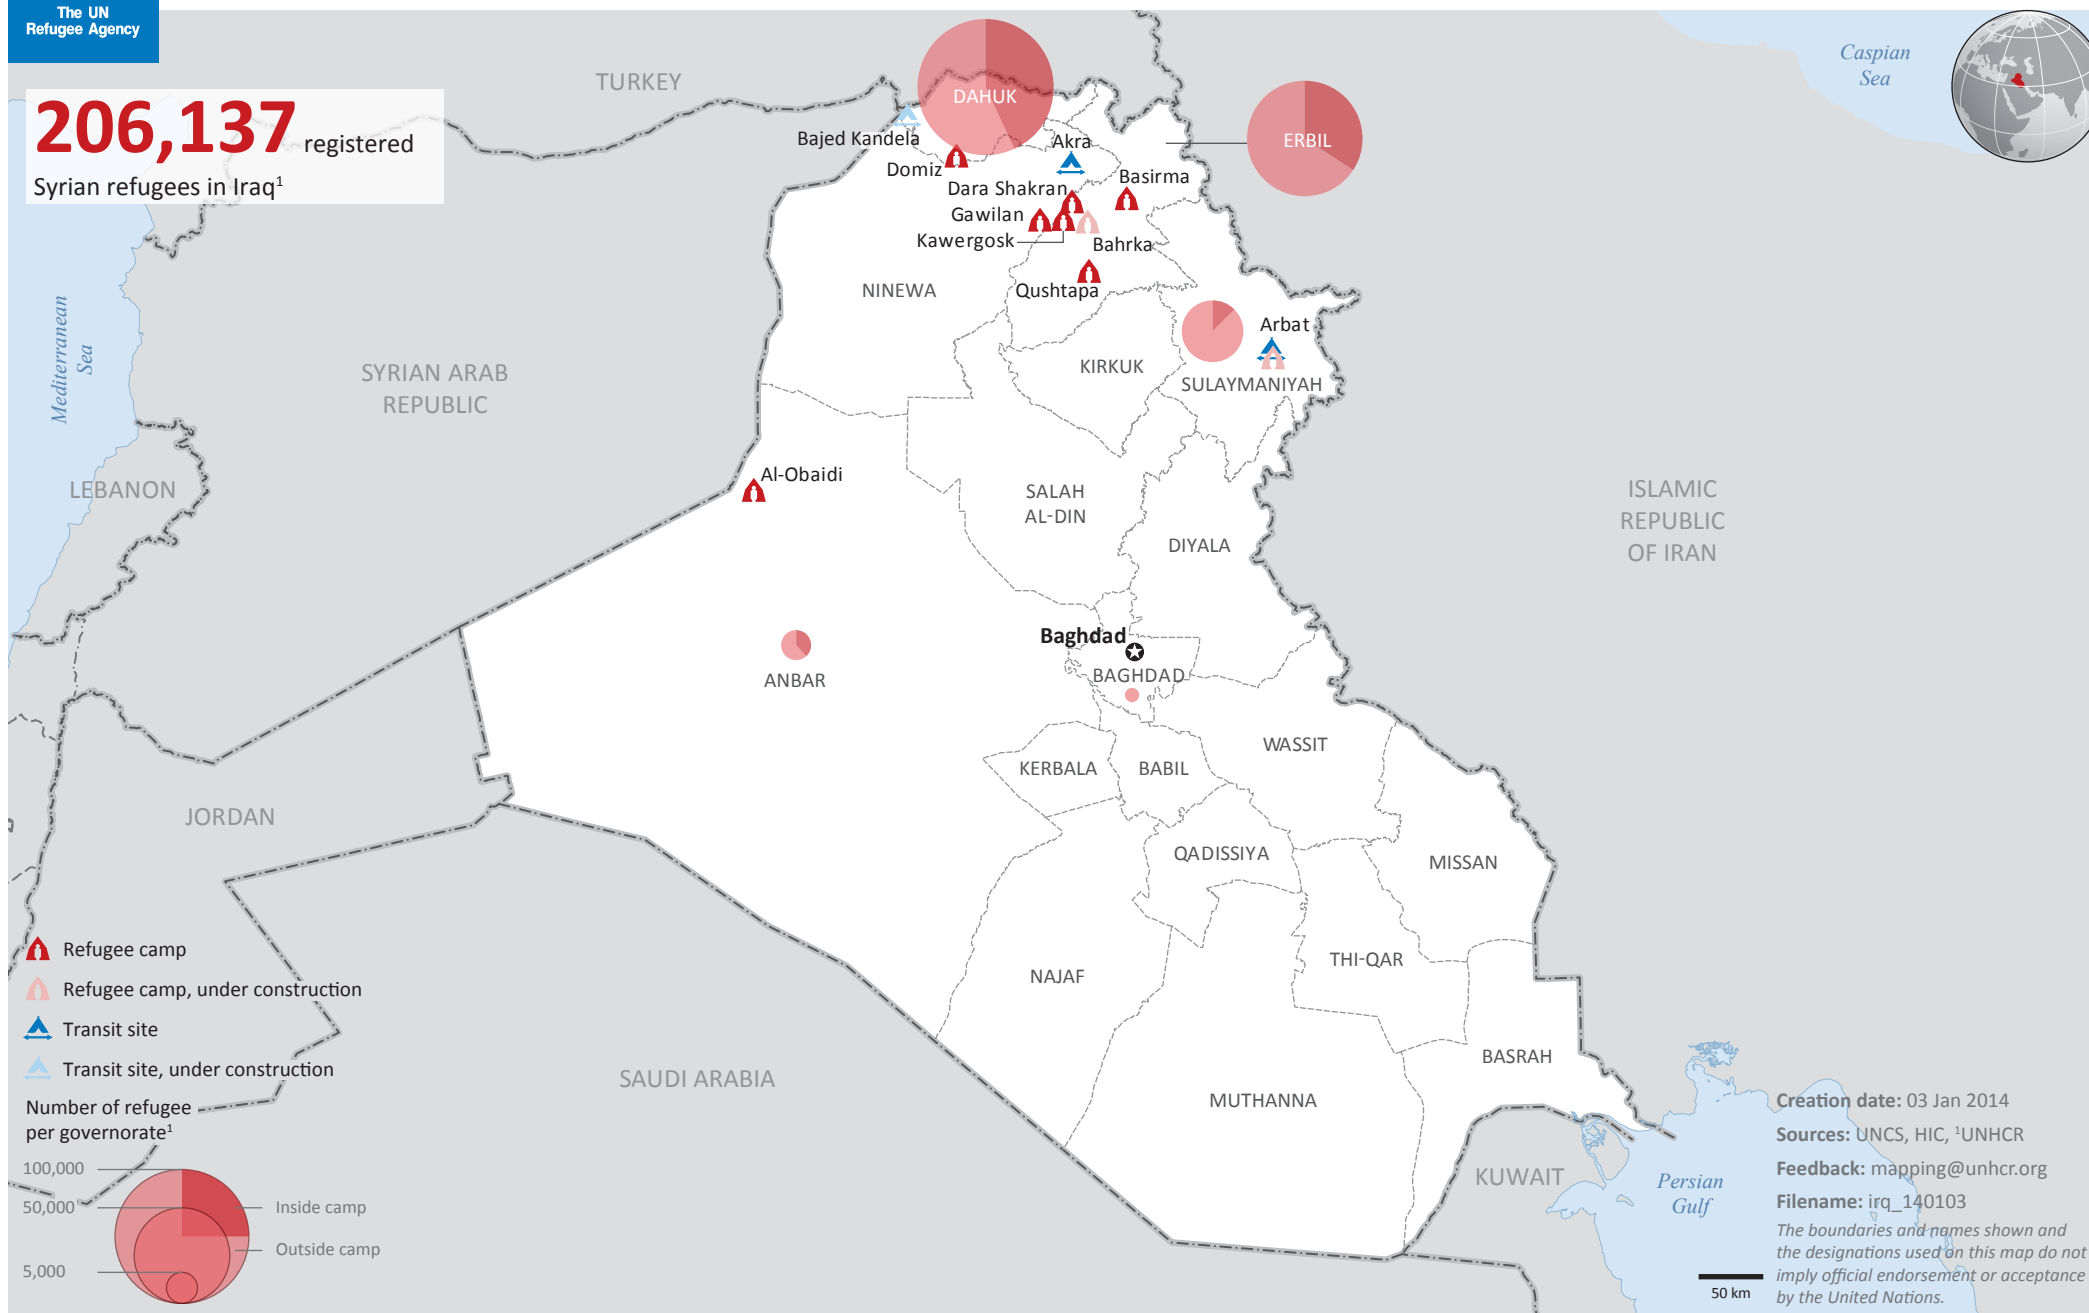 The UN
Refugee Agency
206,137 registered
Syrian refugees in Iraq¹
TURKEY
Caspian
Sea
DAHUK
ERBIL
Bajed Kandela
Domiz
Akra
Basirma
Dara Shakran
Gawilan
Kawergosk
Bahrka
Qushtapa
NINEWA
Arbat
KIRKUK
SULAYMANIYAH
Mediterranean
Sea
SYRIAN ARAB
REPUBLIC
LEBANON
Al-Obaidi
SALAH
AL-DIN
DIYALA
ISLAMIC
REPUBLIC
OF IRAN
Baghdad
BAGHDAD
ANBAR
WASSIT
KERBALA
BABIL
JORDAN
QADISSIYA
MISSAN
THI-QAR
NAJAF
BASRAH
MUTHANNA
SAUDI ARABIA
KUWAIT
Persian
Gulf
Refugee camp
Refugee camp, under construction
Transit site
Transit site, under construction
Number of refugee
per governorate¹
100,000
50,000
5,000
Inside camp
Outside camp
Creation date: 03 Jan 2014
Sources: UNCS, HIC, ¹UNHCR
Feedback: mapping@unhcr.org
Filename: irq_140103
The boundaries and names shown and
the designations used on this map do not
imply official endorsement or acceptance
by the United Nations.
50 km